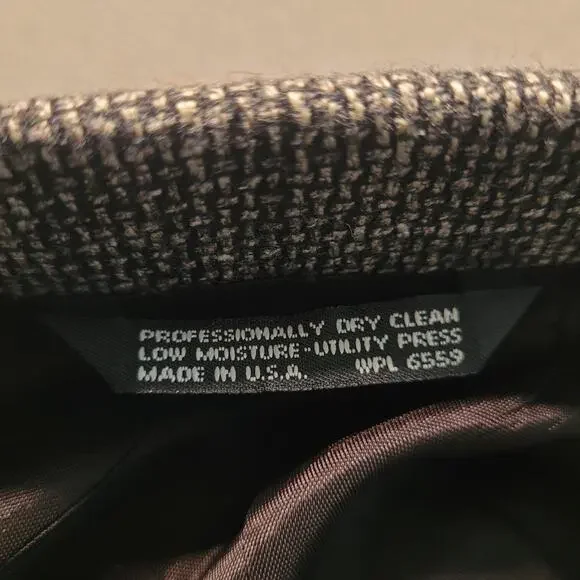 PROFESSIONALLY DRY CLEAN
LOW MOISTURE-UTILITY PRESS
MADE IN U.S.A. WPL 6559